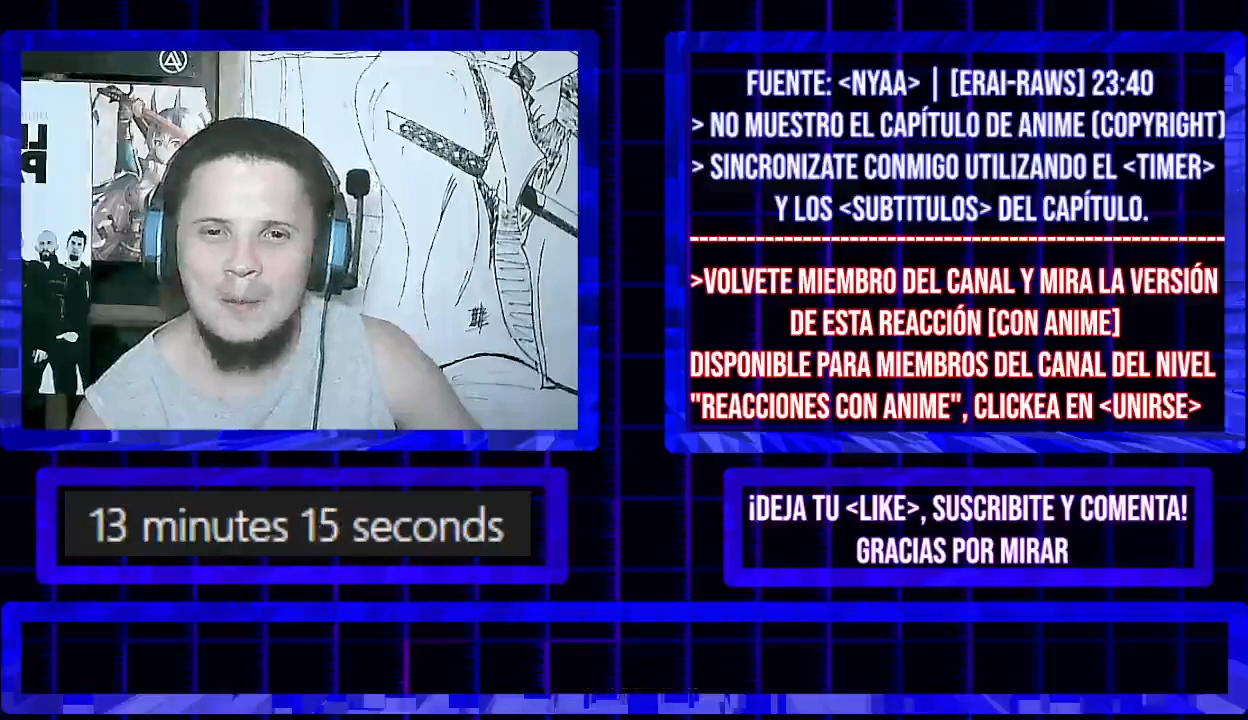 FUENTE: <NYAA> | [ERAI-RAWS] 23:40
> NO MUESTRO EL CAPÍTULO DE ANIME (COPYRIGHT)
> SINCRONIZATE CONMIGO UTILIZANDO EL <TIMER>
Y LOS <SUBTITULOS> DEL CAPÍTULO.
>VOLVETE MIEMBRO DEL CANAL Y MIRA LA VERSIÓN
DE ESTA REACCIÓN [CON ANIME]
DISPONIBLE PARA MIEMBROS DEL CANAL DEL NIVEL
"REACCIONES CON ANIME", CLICKEA EN <UNIRSE>
13 minutes 15 seconds
¡DEJA TU <LIKE>, SUSCRIBITE Y COMENTA!
GRACIAS POR MIRAR